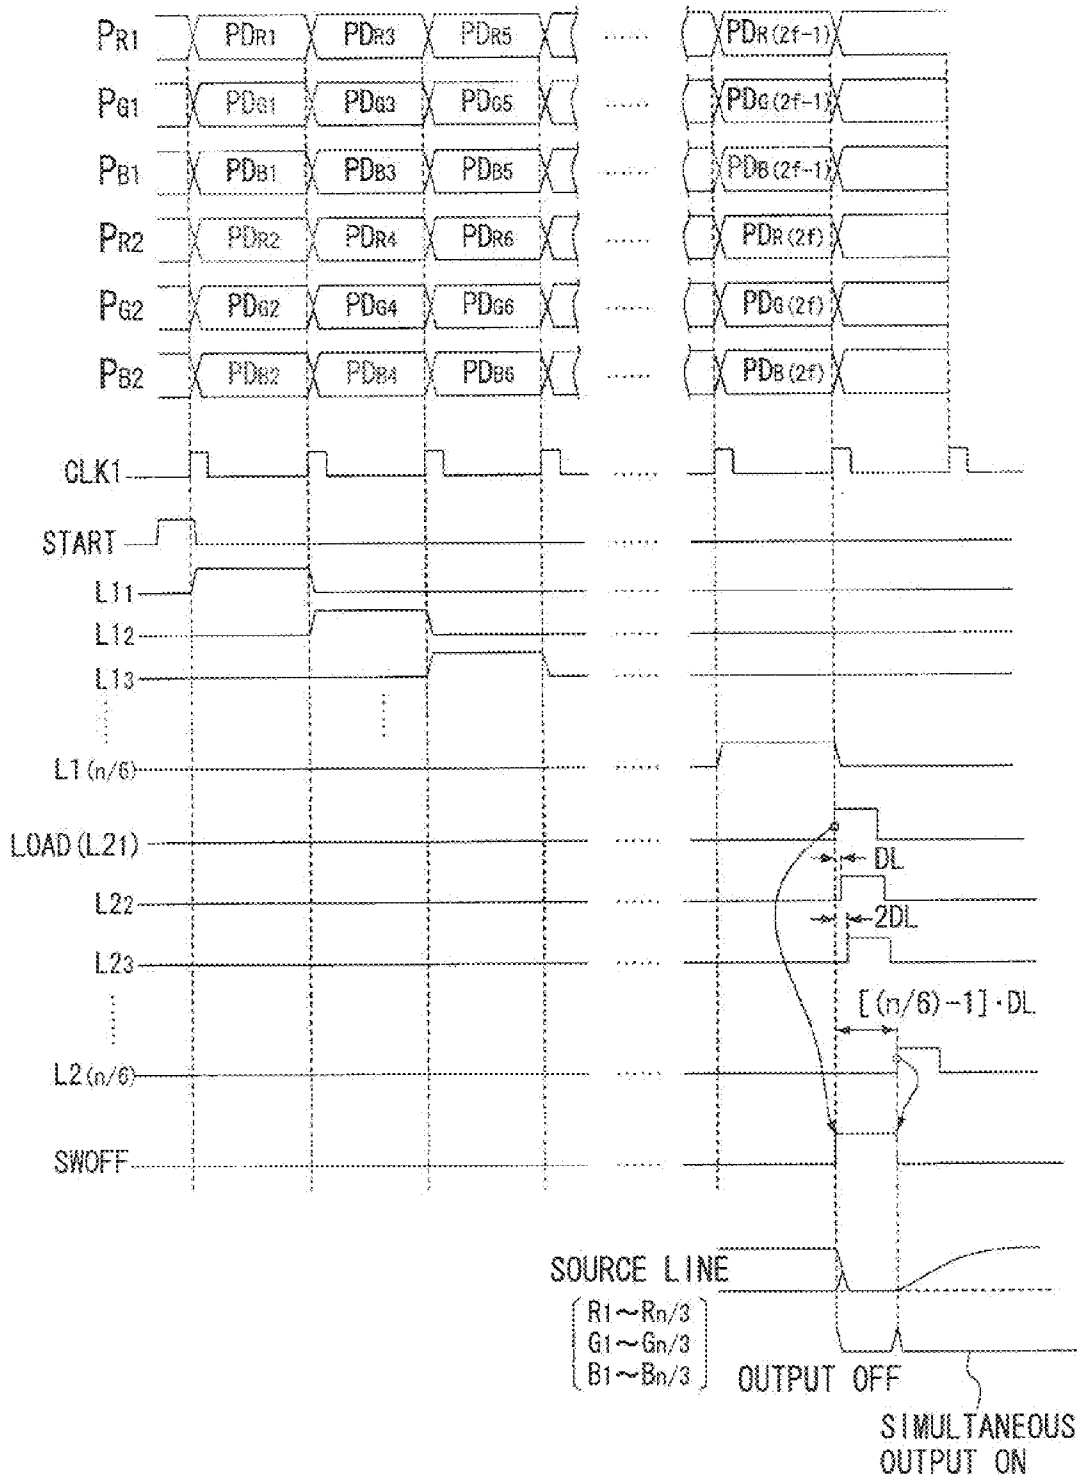 PR1 PDR1 PDR3 PDR5 ...... PDR(2f-1)
PG1 PDG1 PDG3 PDG5 ...... PDG(2f-1)
PB1 PDB1 PDB3 PDB5 ...... PDB(2f-1)
PR2 PDR2 PDR4 PDR6 ...... PDR(2f)
PG2 PDG2 PDG4 PDG6 ...... PDG(2f)
PB2 PDB2 PDB4 PDB6 ...... PDB(2f)
CLK1
START
L11
L12
L13
L1(n/6)
LOAD(L21)
DL
L22
2DL
L23
[(n/6)-1]·DL
L2(n/6)
SWOFF
SOURCE LINE
R1~Rn/3
G1~Gn/3
B1~Bn/3
OUTPUT OFF
SIMULTANEOUS
OUTPUT ON